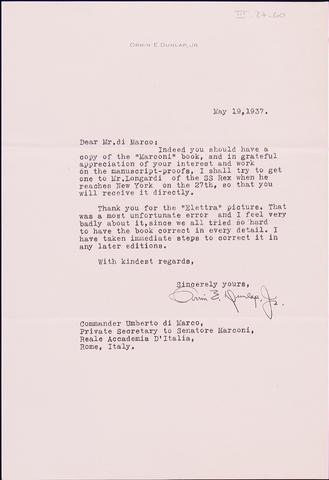 III-24-60
ORRIN E. DUNLAP, JR.
May 19,1937.
Dear Mr.di Marco:
Indeed you should have a
copy of the "Marconi" book, and in grateful
appreciation of your interest and work
on the manuscript-proofs, I shall try to get
one to Mr.Longardi of the SS Rex when he
reaches New York on the 27th, so that you
will receive it directly.
Thank you for the "Elettra" picture. That
was a most unfortunate error and I feel very
badly about it,since we all tried so hard
to have the book correct in every detail. I
have taken immediate steps to correct it in
any later editions.
With kindest regards,
Sincerely yours,
Orrin E. Dunlap, Jr.
Commander Umberto di Marco,
Private Secretary to Senatore Marconi,
Reale Accademia D'Italia,
Rome, Italy.